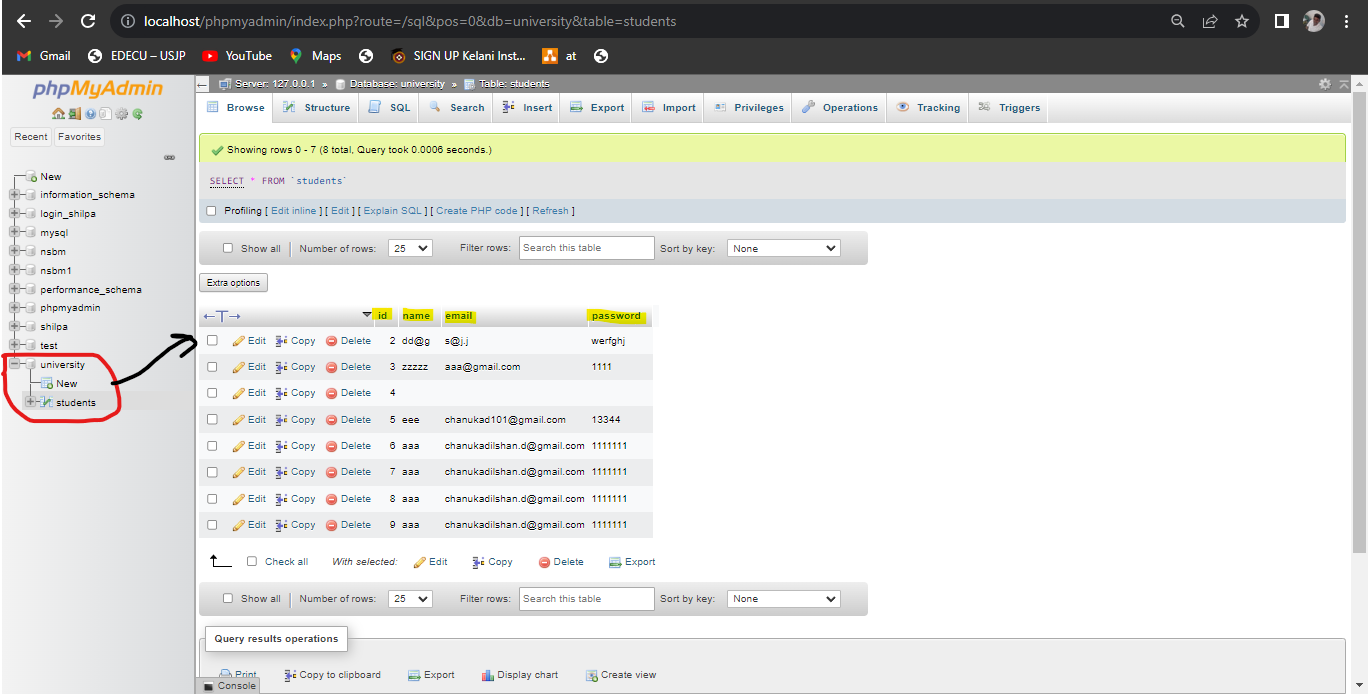 localhost/phpmyadmin/index.php?route=/sql&pos=0&db=university&table=students
Gmail EDECU – USJP YouTube Maps SIGN UP Kelani Inst... at
phpMyAdmin
Recent Favorites
New
information_schema
login_shilpa
mysql
nsbm
nsbm1
performance_schema
phpmyadmin
shilpa
test
university
New
students
Server: 127.0.0.1 » Database: university » Table: students
Browse Structure SQL Search Insert Export Import Privileges Operations Tracking Triggers
Showing rows 0 - 7 (8 total, Query took 0.0006 seconds.)
SELECT * FROM `students`
Profiling [ Edit inline ] [ Edit ] [ Explain SQL ] [ Create PHP code ] [ Refresh ]
Show all Number of rows: 25 Filter rows: Search this table Sort by key: None
Extra options
←T→ id name email password
Edit Copy Delete 2 dd@g s@j.j werfghj
Edit Copy Delete 3 zzzzz aaa@gmail.com 1111
Edit Copy Delete 4
Edit Copy Delete 5 eee chanukad101@gmail.com 13344
Edit Copy Delete 6 aaa chanukadilshan.d@gmail.com 1111111
Edit Copy Delete 7 aaa chanukadilshan.d@gmail.com 1111111
Edit Copy Delete 8 aaa chanukadilshan.d@gmail.com 1111111
Edit Copy Delete 9 aaa chanukadilshan.d@gmail.com 1111111
Check all With selected: Edit Copy Delete Export
Show all Number of rows: 25 Filter rows: Search this table Sort by key: None
Query results operations
Print Copy to clipboard Export Display chart Create view
Console